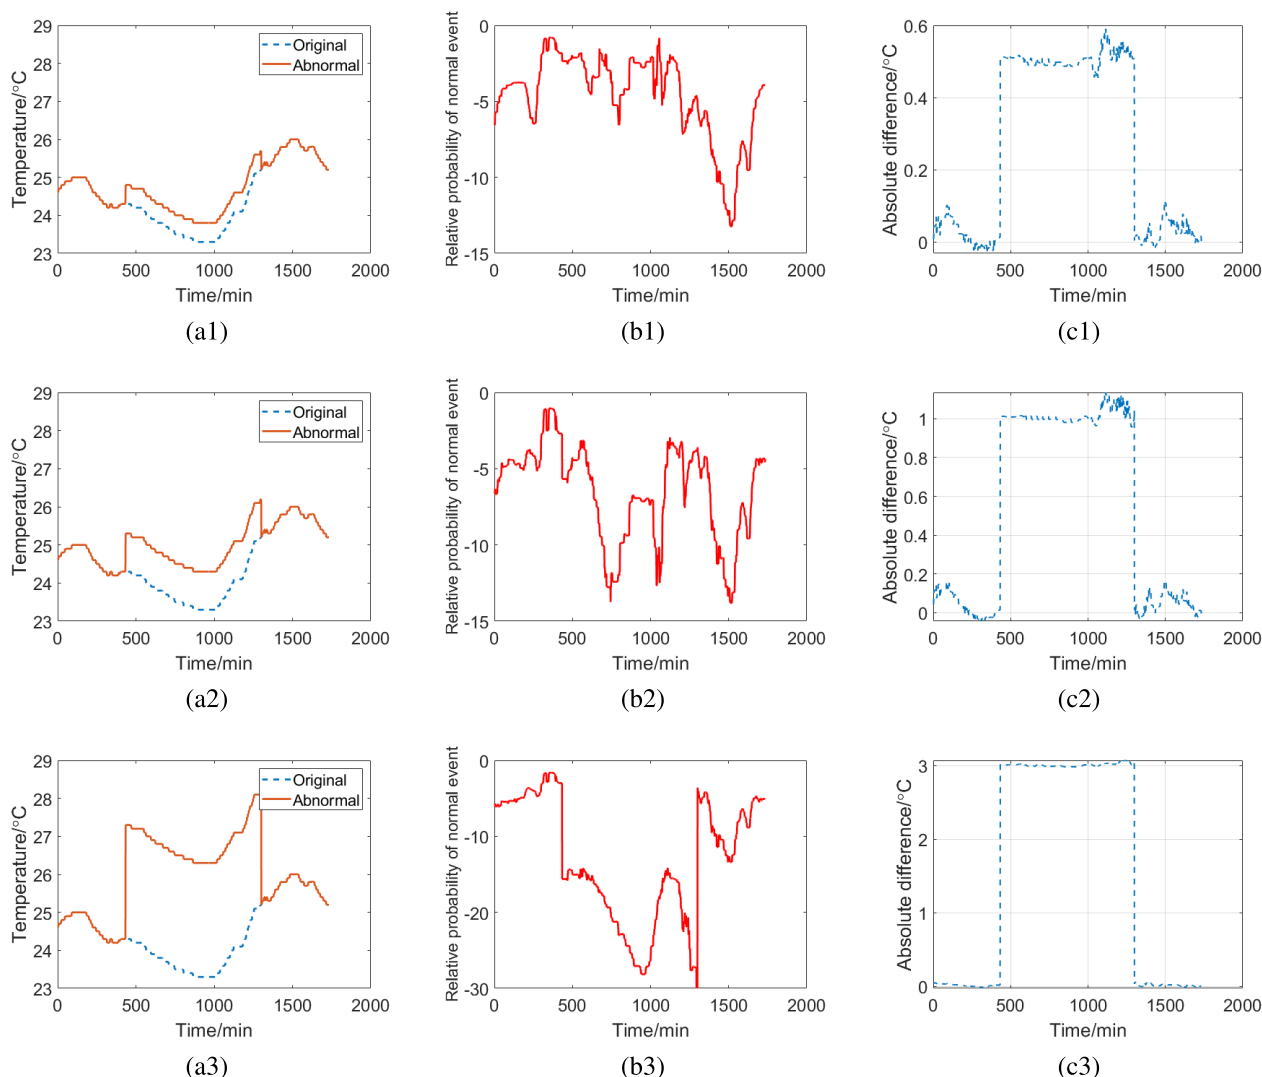 29
28
27
26
25
24
23
Temperature/°C
Original
Abnormal
0 500 1000 1500 2000
Time/min
(a1)
0
-5
-10
-15
Relative probability of normal event
0 500 1000 1500 2000
Time/min
(b1)
0.6
0.4
0.2
0
Absolute difference/°C
0 500 1000 1500 2000
Time/min
(c1)
29
28
27
26
25
24
23
Temperature/°C
Original
Abnormal
0 500 1000 1500 2000
Time/min
(a2)
0
-5
-10
-15
Relative probability of normal event
0 500 1000 1500 2000
Time/min
(b2)
1
0.8
0.6
0.4
0.2
0
Absolute difference/°C
0 500 1000 1500 2000
Time/min
(c2)
29
28
27
26
25
24
23
Temperature/°C
Original
Abnormal
0 500 1000 1500 2000
Time/min
(a3)
0
-10
-20
-30
Relative probability of normal event
0 500 1000 1500 2000
Time/min
(b3)
3
2
1
0
Absolute difference/°C
0 500 1000 1500 2000
Time/min
(c3)